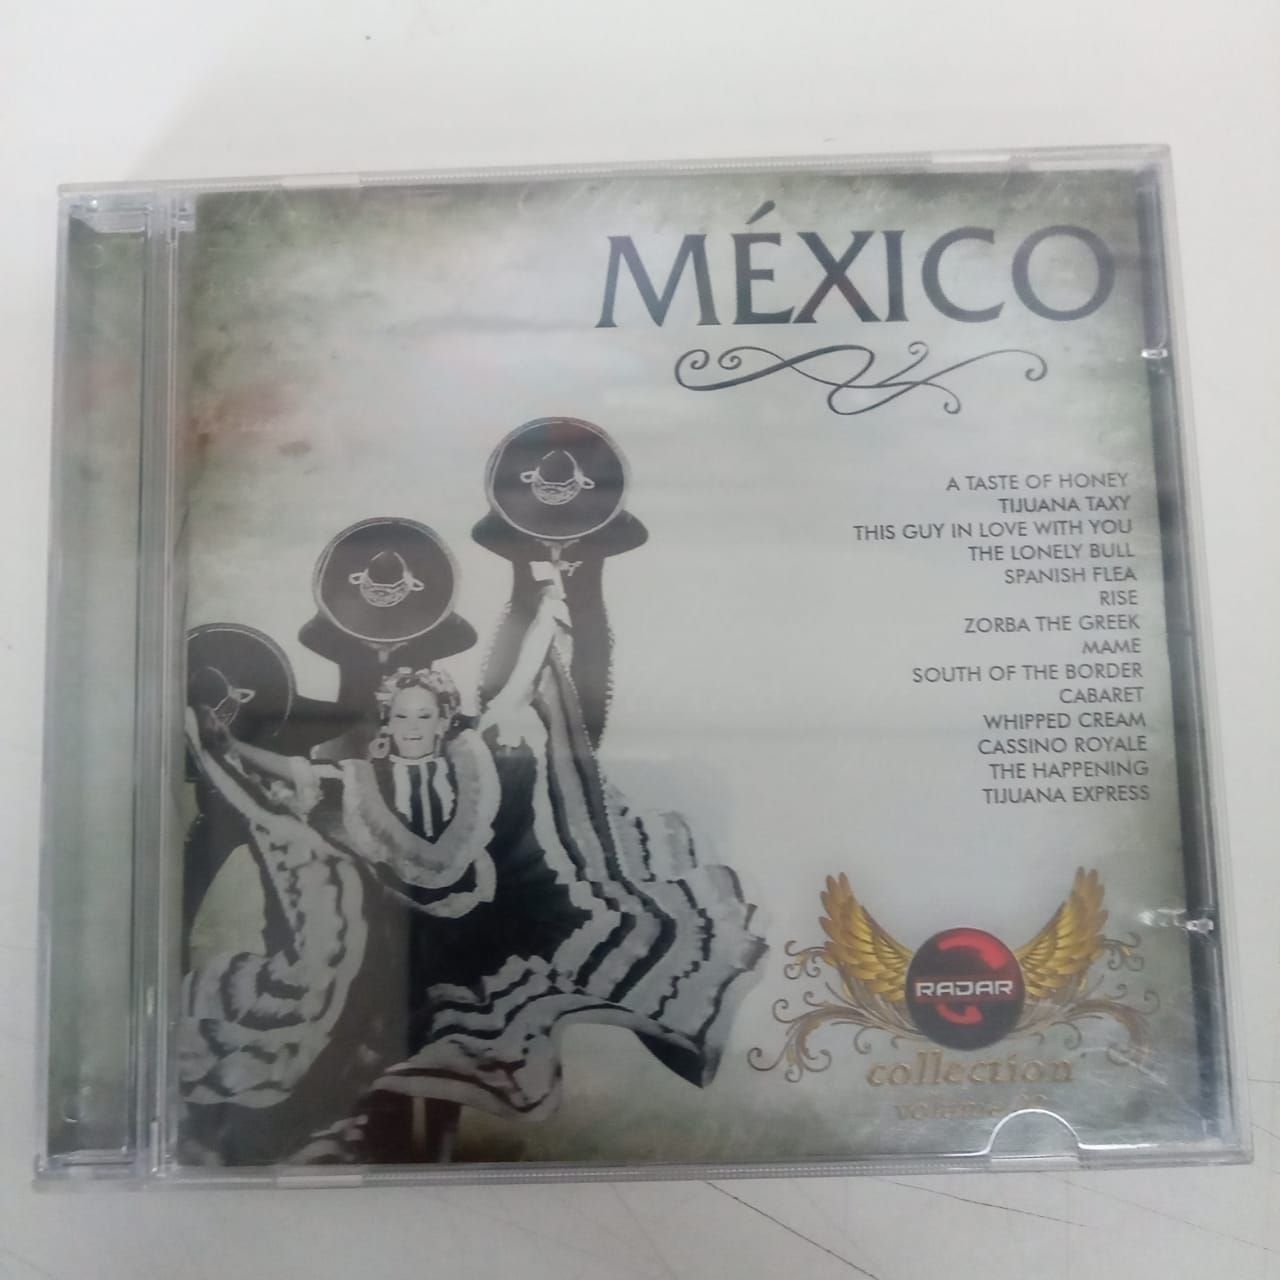 MÉXICO
A TASTE OF HONEY
TIJUANA TAXY
THIS GUY IN LOVE WITH YOU
THE LONELY BULL
SPANISH FLEA
RISE
ZORBA THE GREEK
MAME
SOUTH OF THE BORDER
CABARET
WHIPPED CREAM
CASSINO ROYALE
THE HAPPENING
TIJUANA EXPRESS
RADAR
collection
volume